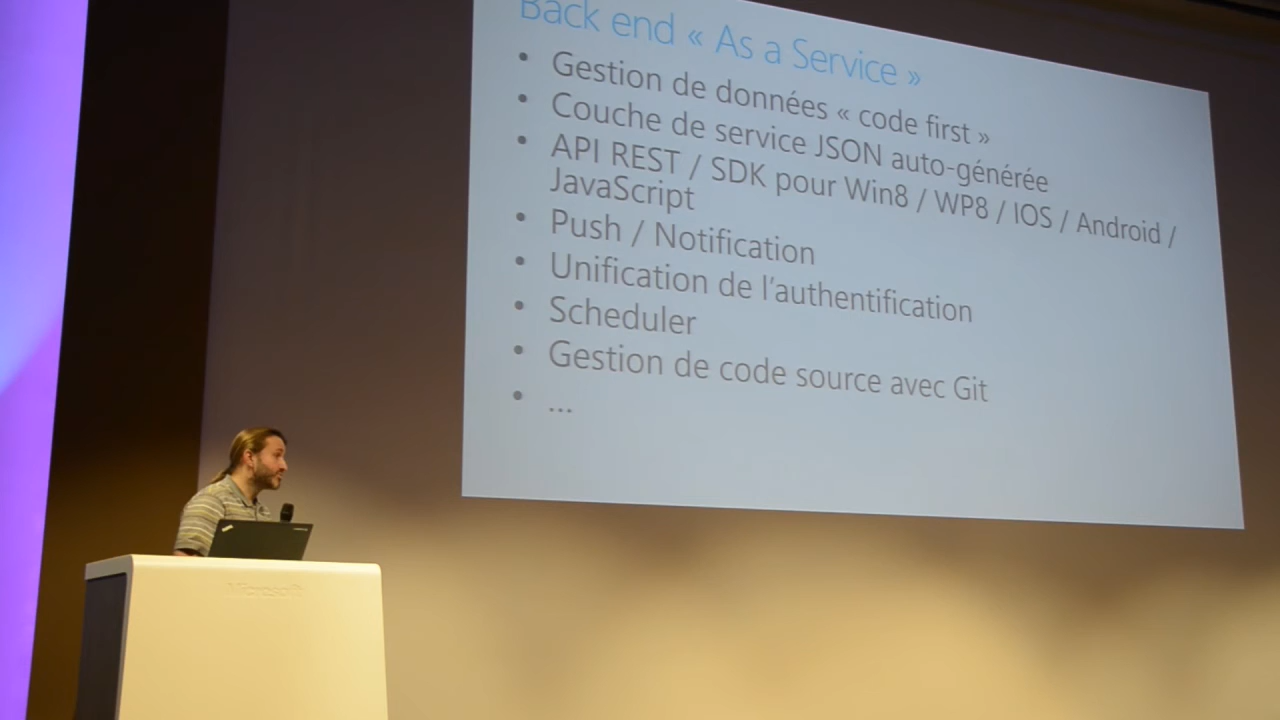 Back end « As a Service »
• Gestion de données « code first »
• Couche de service JSON auto-générée
• API REST / SDK pour Win8 / WP8 / IOS / Android /
JavaScript
• Push / Notification
• Unification de l'authentification
• Scheduler
• Gestion de code source avec Git
• ...
Microsoft